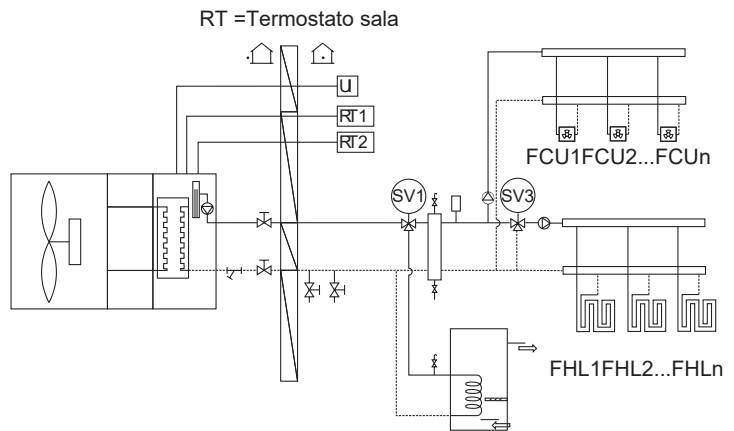 RT =Termostato sala
U
RT1
RT2
FCU1FCU2...FCUn
SV1
SV3
FHL1FHL2...FHLn